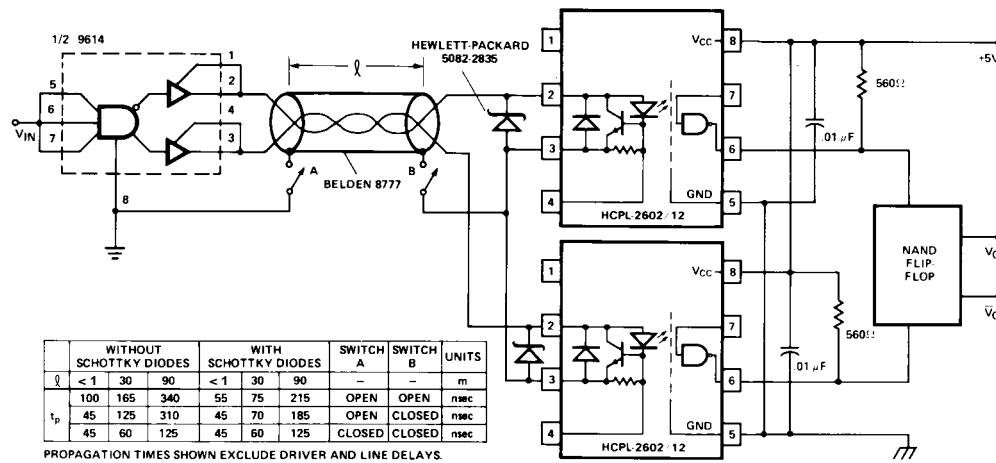 1/2 9614
1
2
4
3
5
6
7
8
VIN
ℓ
A
B
BELDEN 8777
HEWLETT-PACKARD
5082-2835
1
2
3
4
VCC
8
7
6
GND
5
HCPL-2602/12
560Ω
.01 µF
+5V
1
2
3
4
VCC
8
7
6
GND
5
HCPL-2602/12
560Ω
.01 µF
NAND
FLIP-
FLOP
WITHOUT SCHOTTKY DIODES WITH SCHOTTKY DIODES SWITCH A SWITCH B UNITS
ℓ < 1 30 90 < 1 30 90 – – m
tp 100 165 340 55 75 215 OPEN OPEN nsec
45 125 310 45 70 185 OPEN CLOSED nsec
45 60 125 45 60 125 CLOSED CLOSED nsec
PROPAGATION TIMES SHOWN EXCLUDE DRIVER AND LINE DELAYS.